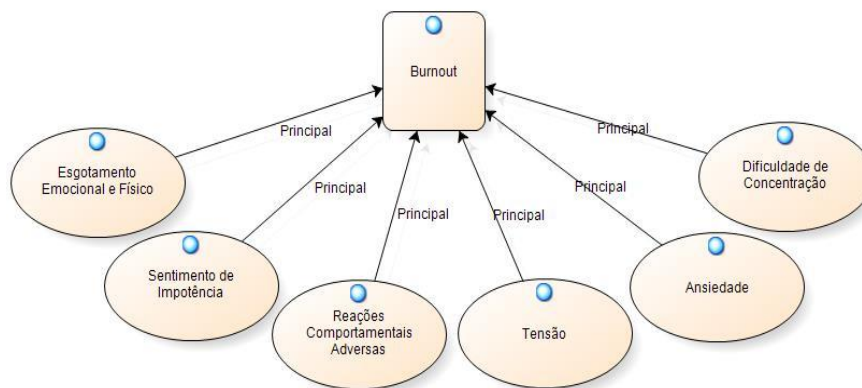 Burnout
Principal
Principal
Principal
Principal
Principal
Principal
Esgotamento
Emocional e Físico
Sentimento de
Impotência
Reações
Comportamentais
Adversas
Tensão
Ansiedade
Dificuldade de
Concentração